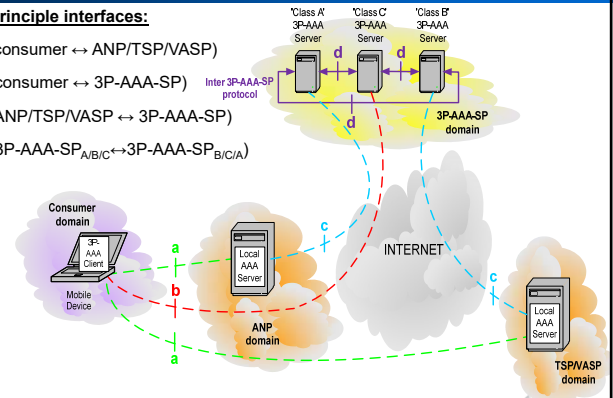 rinciple interfaces:
consumer ↔ ANP/TSP/VASP)
consumer ↔ 3P-AAA-SP)
ANP/TSP/VASP ↔ 3P-AAA-SP)
3P-AAA-SPA/B/C↔3P-AAA-SPB/C/A)
'Class A'
3P-AAA
Server
'Class C'
3P-AAA
Server
'Class B'
3P-AAA
Server
d
d
Inter 3P-AAA-SP
protocol
d
3P-AAA-SP
domain
Consumer
domain
3P-
AAA
Client
Mobile
Device
a
b
a
Local
AAA
Server
ANP
domain
c
INTERNET
c
Local
AAA
Server
TSP/VASP
domain